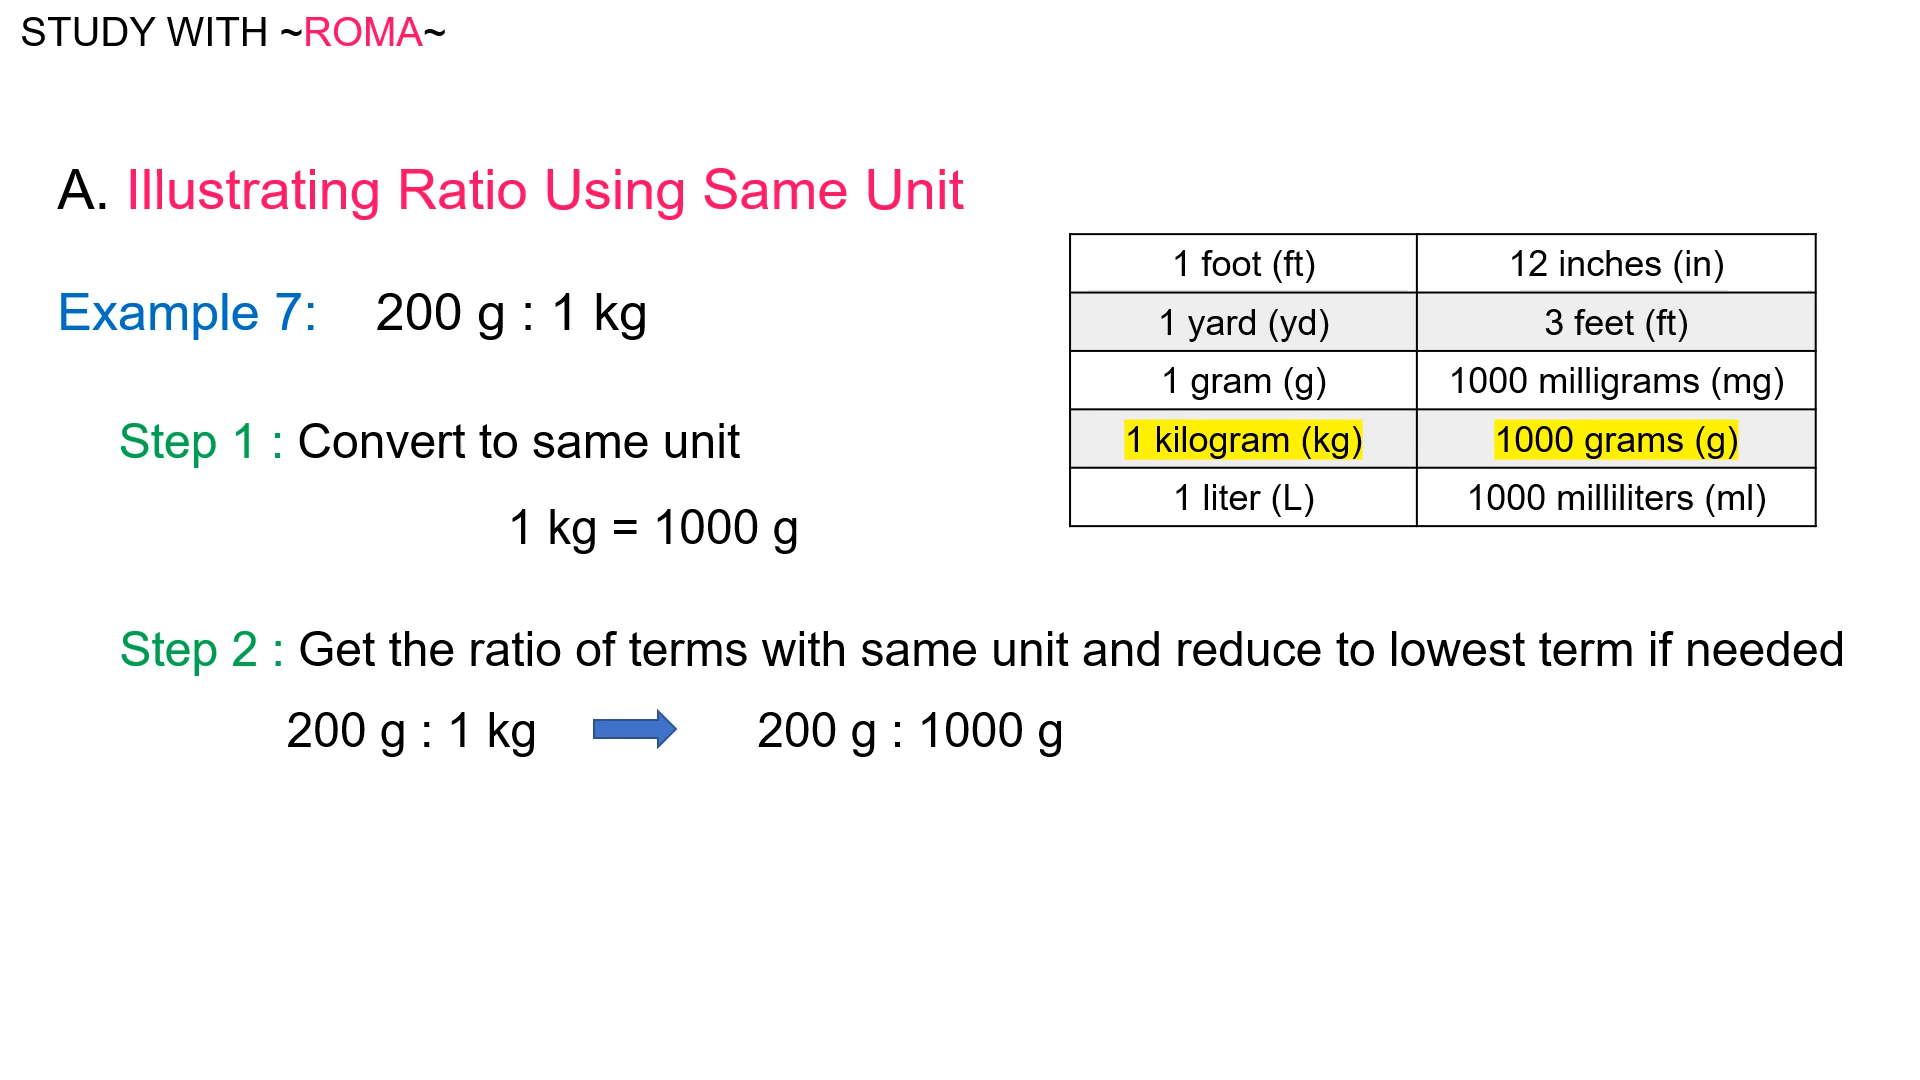 STUDY WITH ~ROMA~
A. Illustrating Ratio Using Same Unit
Example 7: 200 g : 1 kg
1 foot (ft) 12 inches (in)
1 yard (yd) 3 feet (ft)
1 gram (g) 1000 milligrams (mg)
1 kilogram (kg) 1000 grams (g)
1 liter (L) 1000 milliliters (ml)
Step 1 : Convert to same unit
1 kg = 1000 g
Step 2 : Get the ratio of terms with same unit and reduce to lowest term if needed
200 g : 1 kg 200 g : 1000 g